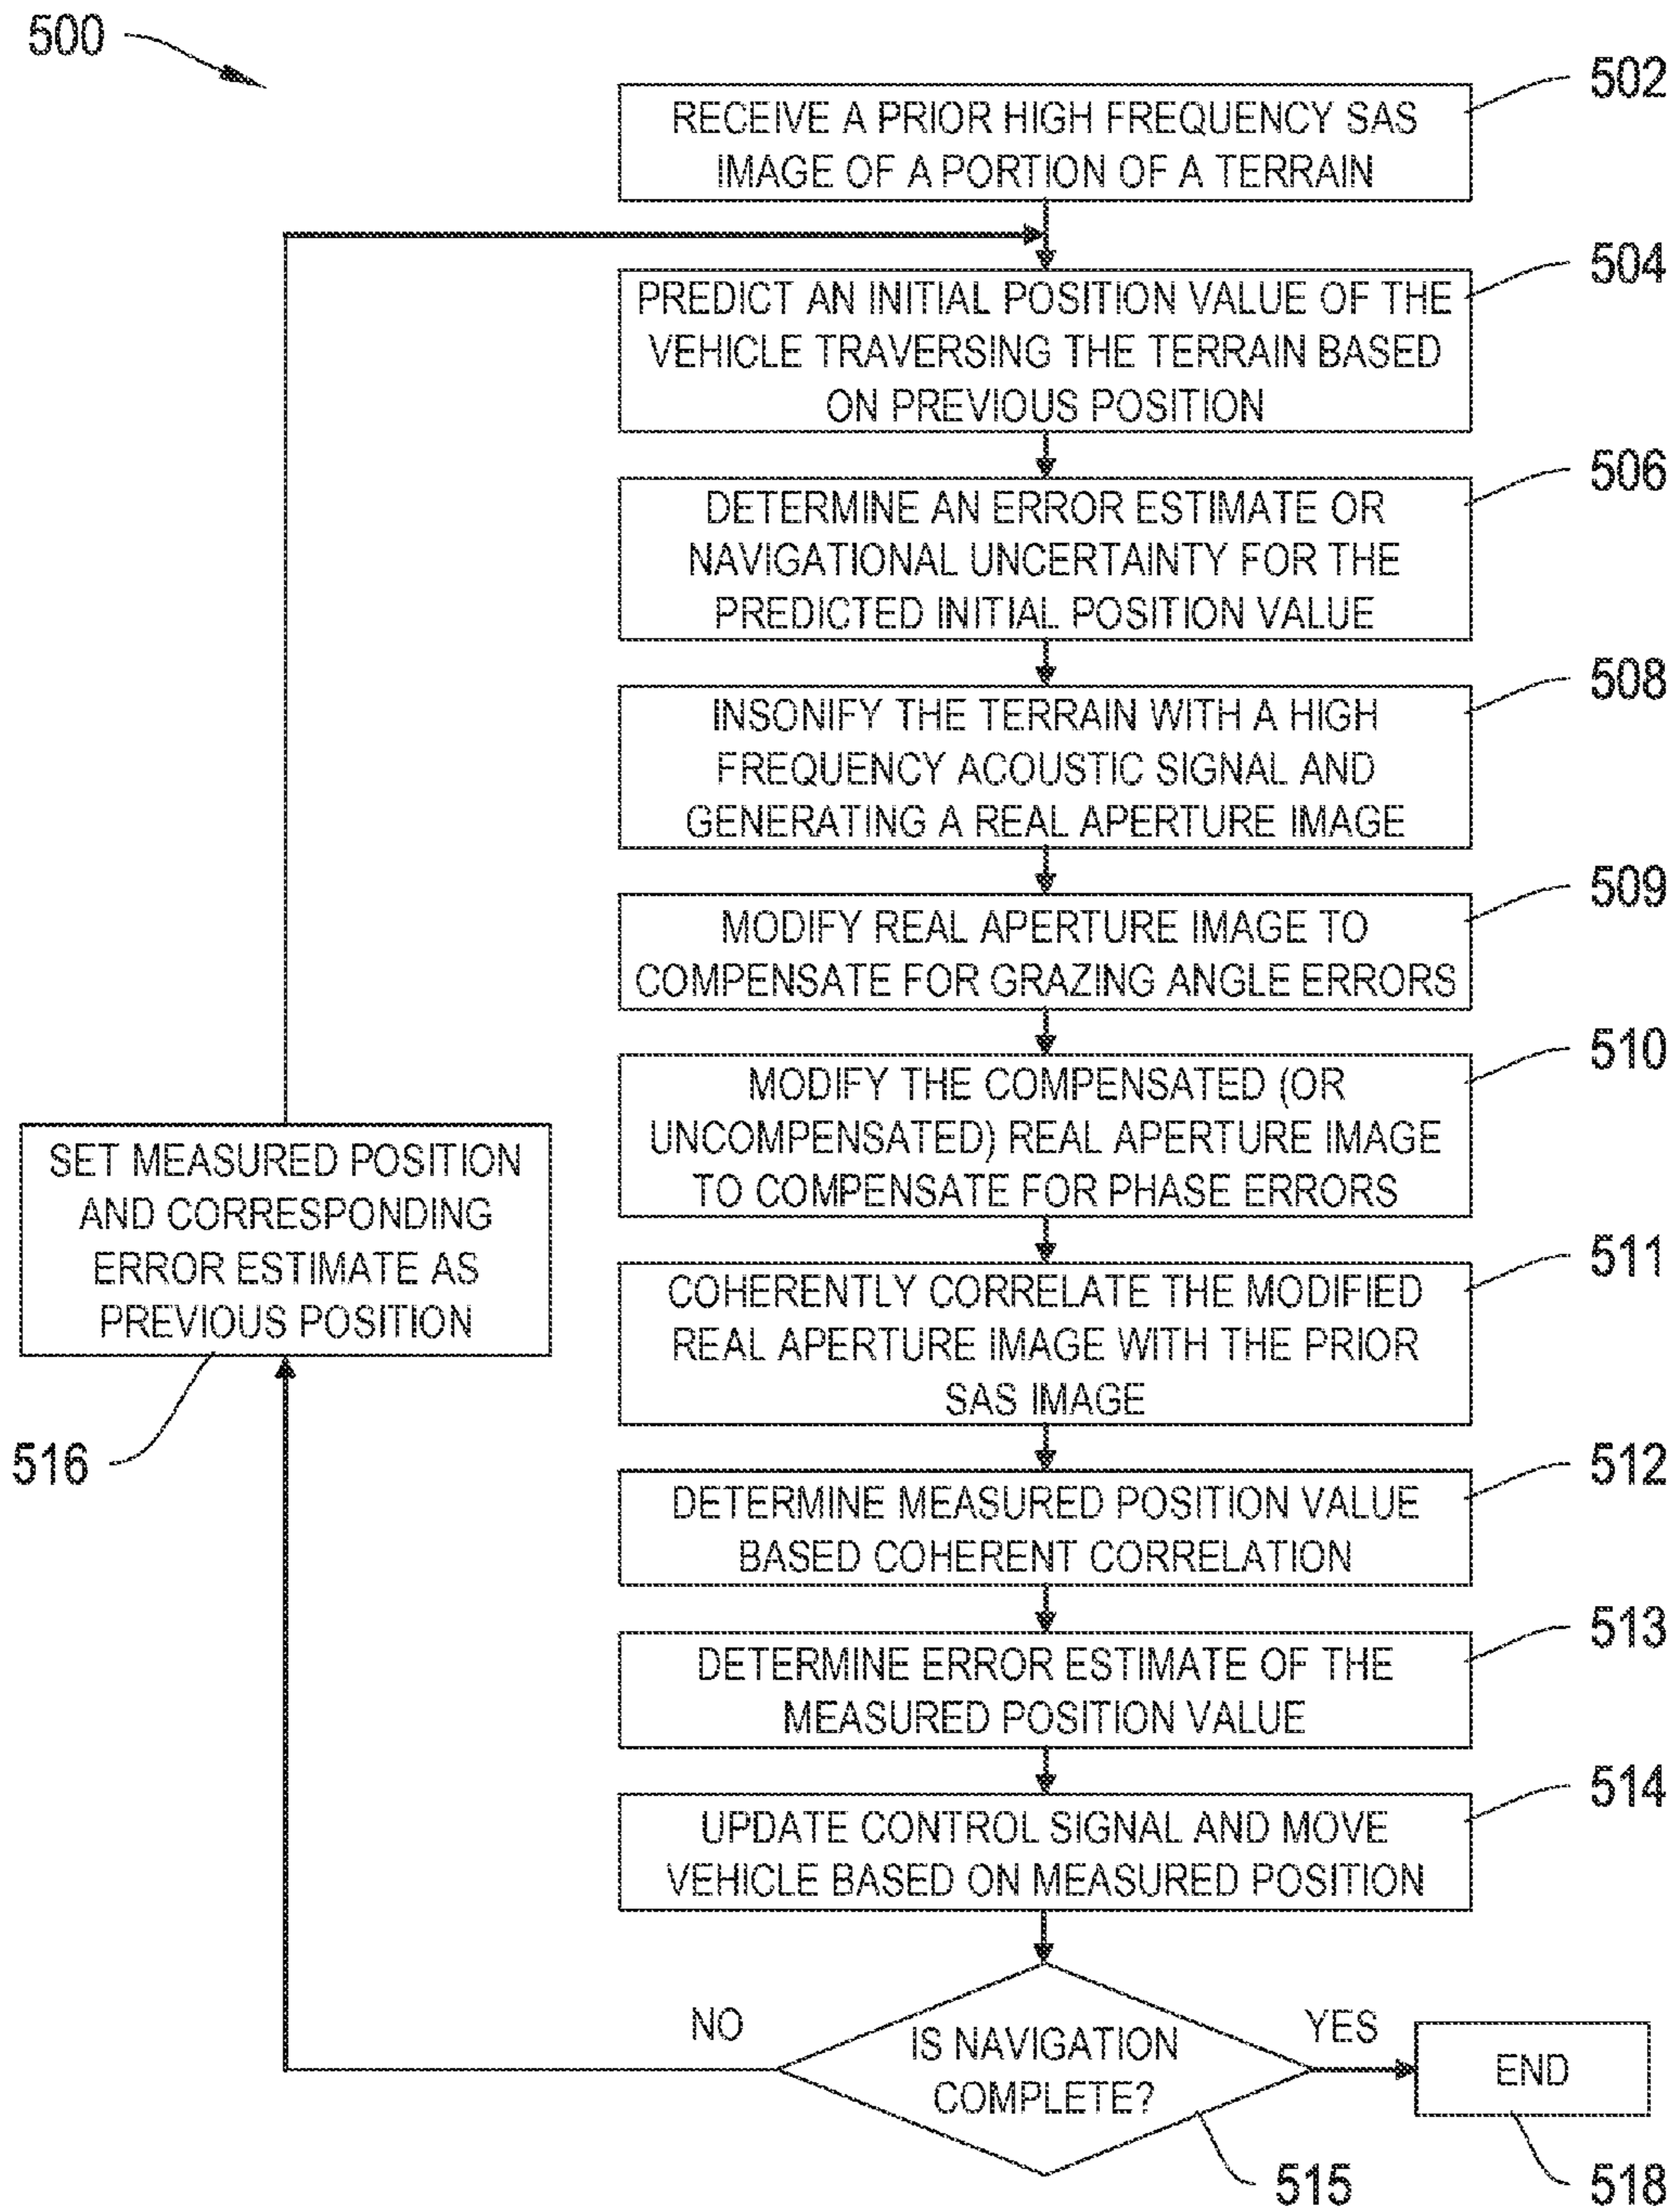 500
502
RECEIVE A PRIOR HIGH FREQUENCY SAS
IMAGE OF A PORTION OF A TERRAIN
504
PREDICT AN INITIAL POSITION VALUE OF THE
VEHICLE TRAVERSING THE TERRAIN BASED
ON PREVIOUS POSITION
506
DETERMINE AN ERROR ESTIMATE OR
NAVIGATIONAL UNCERTAINTY FOR THE
PREDICTED INITIAL POSITION VALUE
508
INSONIFY THE TERRAIN WITH A HIGH
FREQUENCY ACOUSTIC SIGNAL AND
GENERATING A REAL APERTURE IMAGE
509
MODIFY REAL APERTURE IMAGE TO
COMPENSATE FOR GRAZING ANGLE ERRORS
510
MODIFY THE COMPENSATED (OR
UNCOMPENSATED) REAL APERTURE IMAGE
TO COMPENSATE FOR PHASE ERRORS
511
COHERENTLY CORRELATE THE MODIFIED
REAL APERTURE IMAGE WITH THE PRIOR
SAS IMAGE
512
DETERMINE MEASURED POSITION VALUE
BASED COHERENT CORRELATION
513
DETERMINE ERROR ESTIMATE OF THE
MEASURED POSITION VALUE
514
UPDATE CONTROL SIGNAL AND MOVE
VEHICLE BASED ON MEASURED POSITION
IS NAVIGATION
COMPLETE?
515
NO
YES
END
518
SET MEASURED POSITION
AND CORRESPONDING
ERROR ESTIMATE AS
PREVIOUS POSITION
516